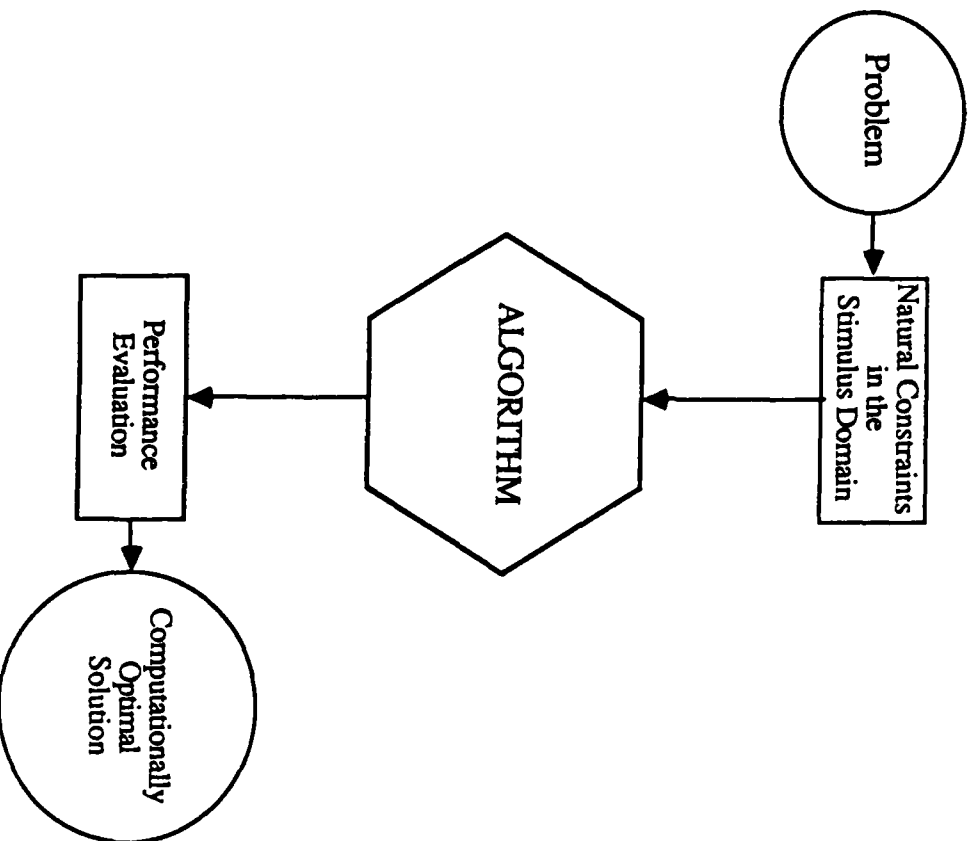 Problem
Natural Constraints
in the
Stimulus Domain
ALGORITHM
Performance
Evaluation
Computationally
Optimal
Solution